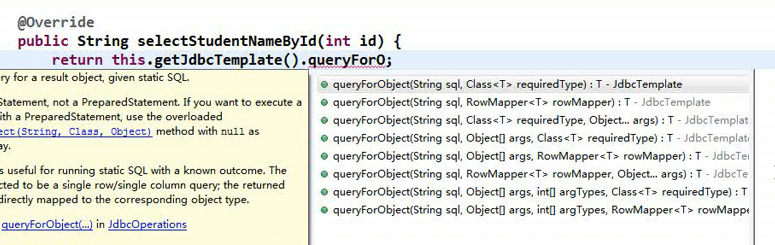 @Override
public String selectStudentNameById(int id) {
return this.getJdbcTemplate().queryForO;
ry for a result object, given static SQL.
Statement, not a PreparedStatement. If you want to execute a
ith a PreparedStatement, use the overloaded
ect(String, Class, Object) method with null as
ay.
s useful for running static SQL with a known outcome. The
cted to be a single row/single column query; the returned
directly mapped to the corresponding object type.
queryForObject(...) in JdbcOperations
queryForObject(String sql, Class<T> requiredType) : T - JdbcTemplate
queryForObject(String sql, RowMapper<T> rowMapper) : T - JdbcTemplate
queryForObject(String sql, Class<T> requiredType, Object... args) : T - JdbcTe
queryForObject(String sql, Object[] args, Class<T> requiredType) : T - JdbcTe
queryForObject(String sql, Object[] args, RowMapper<T> rowMapper) : T - Jd
queryForObject(String sql, RowMapper<T> rowMapper, Object... args) : T - Jd
queryForObject(String sql, Object[] args, int[] argTypes, Class<T> requiredType) : T
queryForObject(String sql, Object[] args, int[] argTypes, RowMapper<T> rowMappe